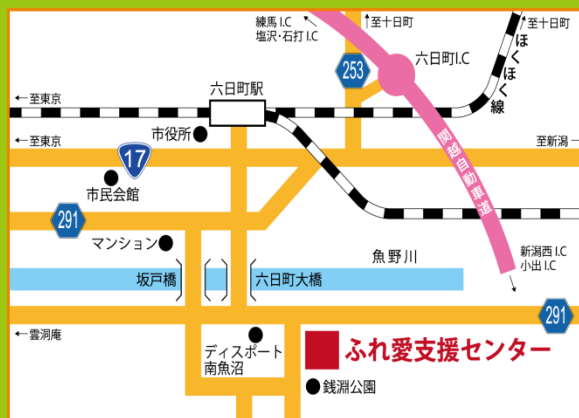 練馬 I.C
塩沢・石打 I.C
至十日町
至十日町
253
六日町I.C
ほくほく線
六日町駅
至東京
市役所
至東京
17
関越自動車道
至新潟
市民会館
291
マンション
魚野川
新潟西 I.C
小出 I.C
坂戸橋
六日町大橋
291
雲洞庵
ディスポート
南魚沼
ふれ愛支援センター
銭淵公園